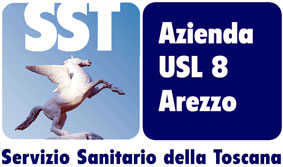 SST
Azienda
USL 8
Arezzo
Servizio Sanitario della Toscana